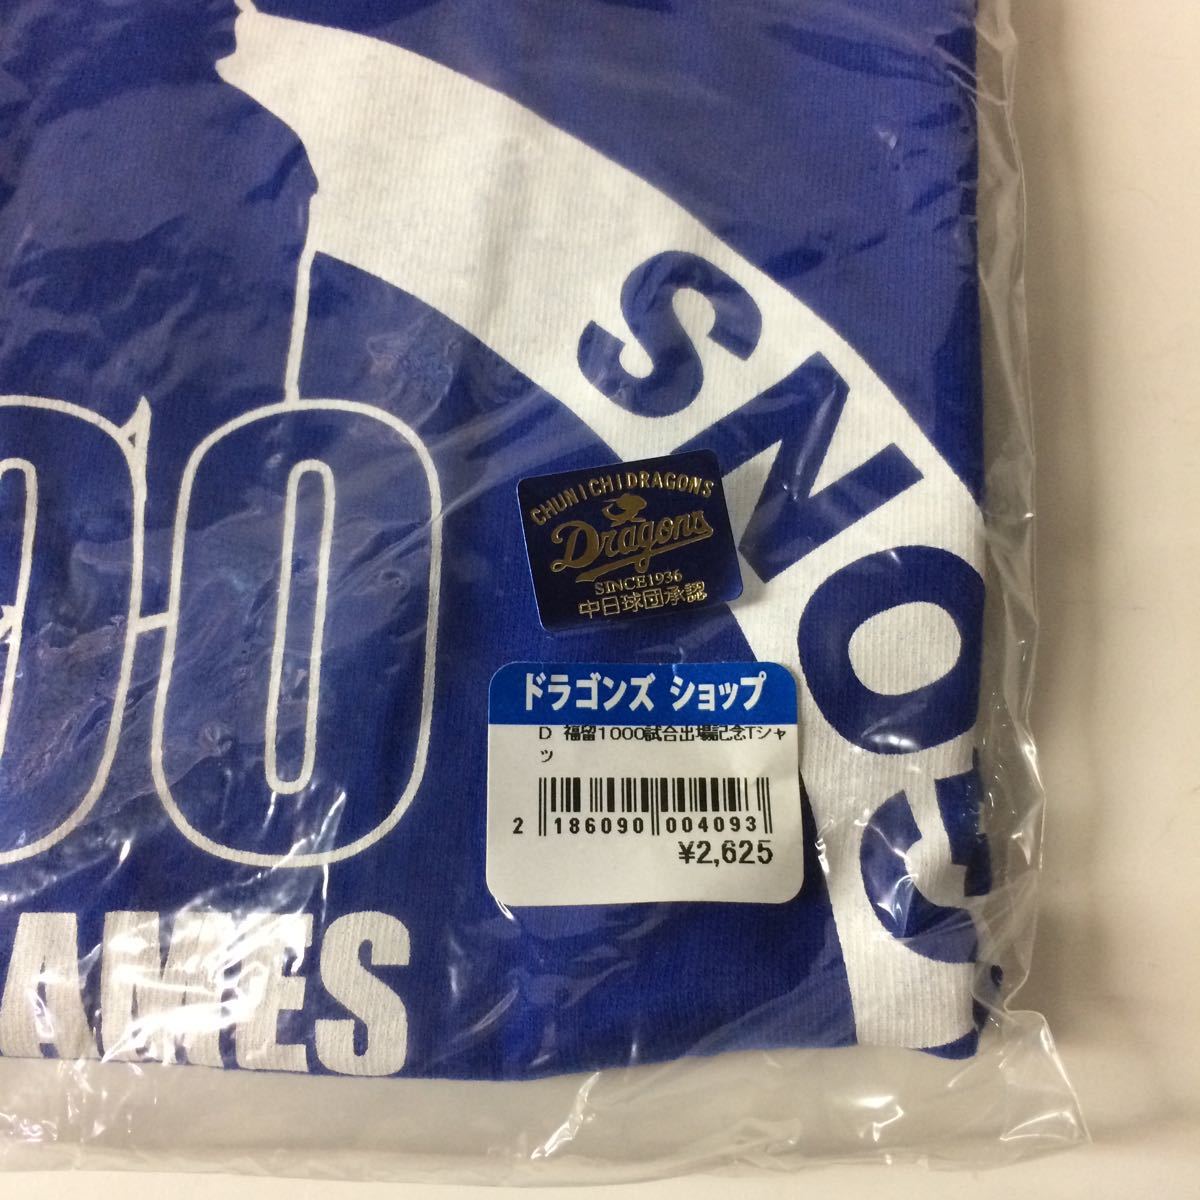 SNO
CHUNICHI DRAGONS
Dragons
SINCE 1936
中日球団承認
ドラゴンズ ショップ
D 福留1000試合出場記念Tシャ
ツ
2 186090 004093
¥2,625
00
AMES